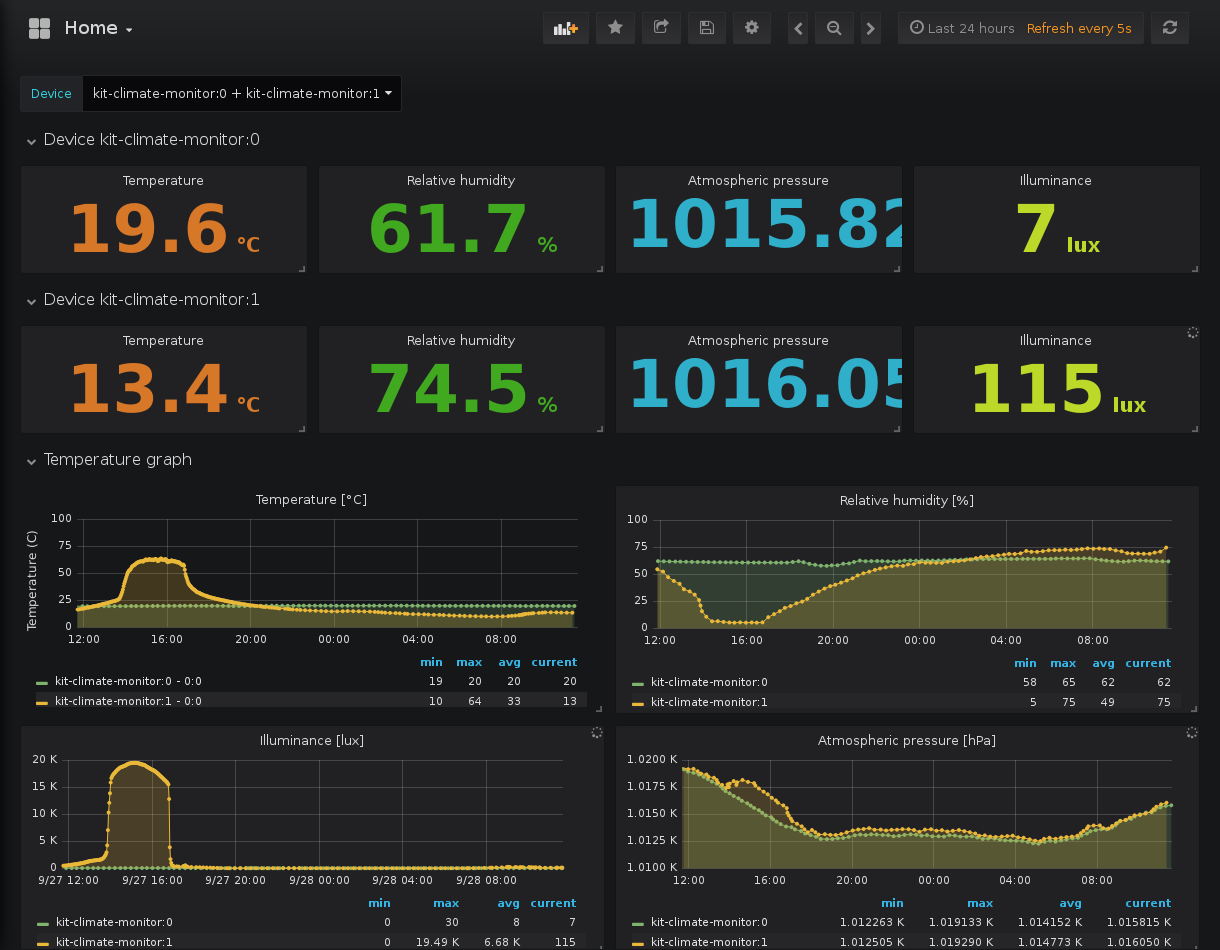 Home
Last 24 hours Refresh every 5s
Device kit-climate-monitor:0 + kit-climate-monitor:1
Device kit-climate-monitor:0
Temperature Relative humidity Atmospheric pressure Illuminance
19.6 °C 61.7 % 1015.82 7 lux
Device kit-climate-monitor:1
Temperature Relative humidity Atmospheric pressure Illuminance
13.4 °C 74.5 % 1016.05 115 lux
Temperature graph
Temperature [°C]
Temperature (C)
100
75
50
25
0
12:00 16:00 20:00 00:00 04:00 08:00
min max avg current
kit-climate-monitor:0 - 0:0 19 20 20 20
kit-climate-monitor:1 - 0:0 10 64 33 13
Relative humidity [%]
100
75
50
25
0
12:00 16:00 20:00 00:00 04:00 08:00
min max avg current
kit-climate-monitor:0 58 65 62 62
kit-climate-monitor:1 5 75 49 75
Illuminance [lux]
20 K
15 K
10 K
5 K
0
9/27 12:00 9/27 16:00 9/27 20:00 9/28 00:00 9/28 04:00 9/28 08:00
min max avg current
kit-climate-monitor:0 0 30 8 7
kit-climate-monitor:1 0 19.49 K 6.68 K 115
Atmospheric pressure [hPa]
1.0200 K
1.0175 K
1.0150 K
1.0125 K
1.0100 K
12:00 16:00 20:00 00:00 04:00 08:00
min max avg current
kit-climate-monitor:0 1.012263 K 1.019133 K 1.014152 K 1.015815 K
kit-climate-monitor:1 1.012505 K 1.019290 K 1.014773 K 1.016050 K